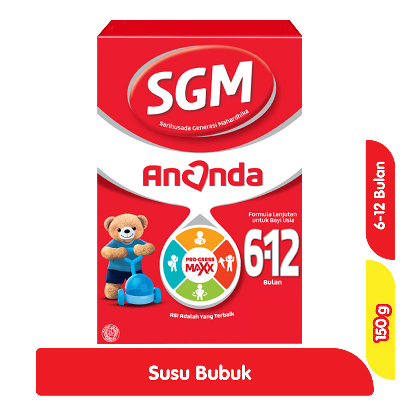 SGM
Sarihusada Generasi Mahardhika
Ananda
Formula Lanjutan
untuk Bayi Usia
6-12
Bulan
PRO-GRESS
MAXX
ASI Adalah Yang Terbaik
6-12 Bulan
150 g
Susu Bubuk